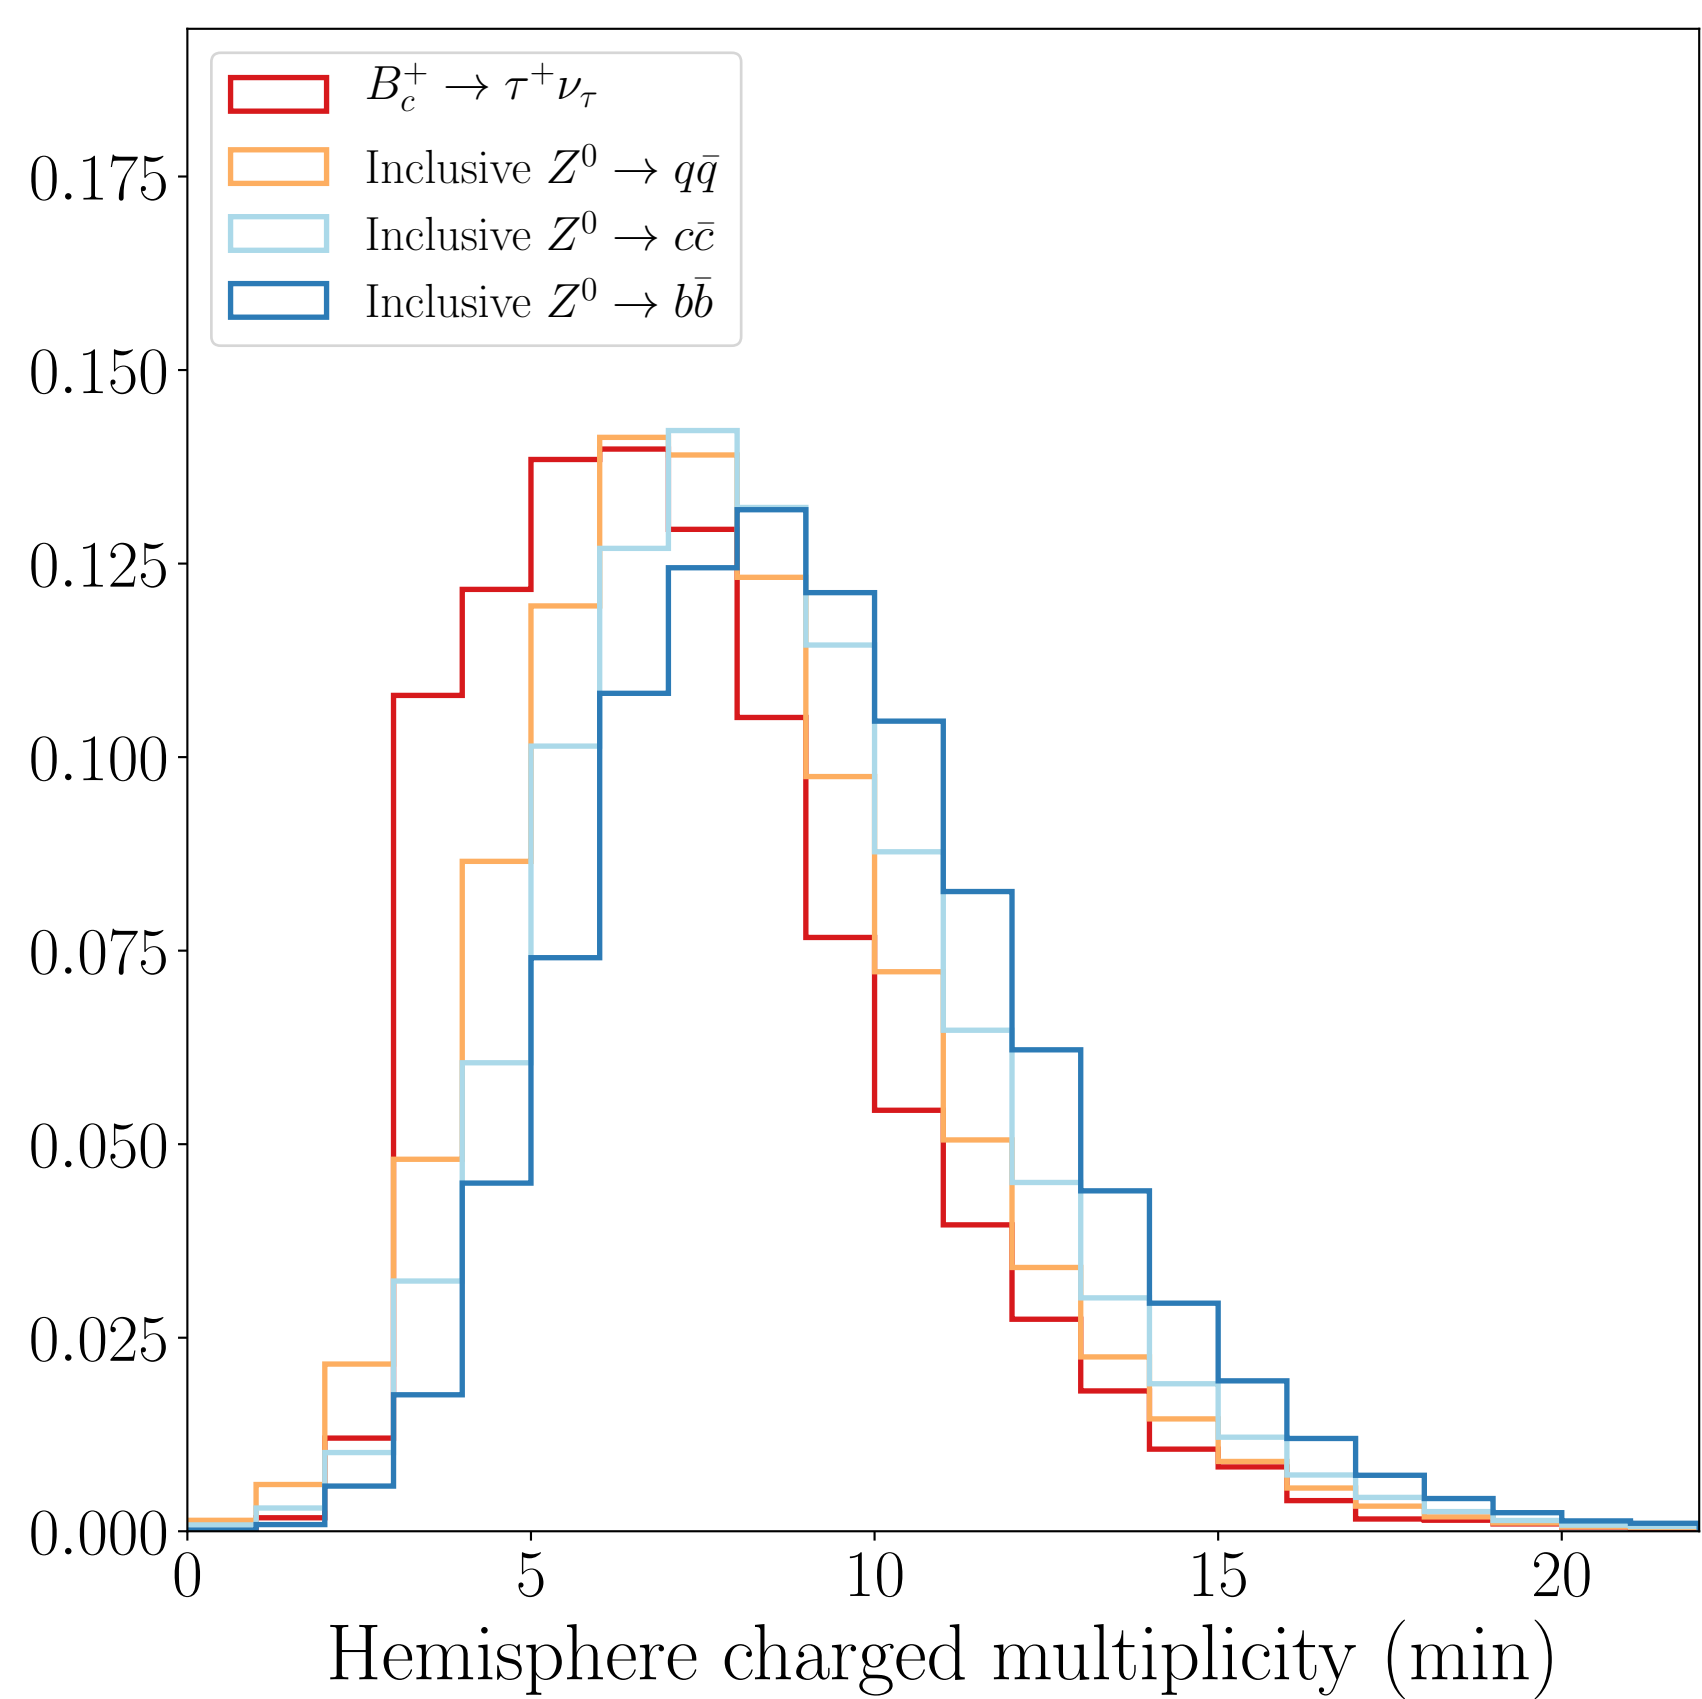 B_c^+ → τ^+ν_τ
Inclusive Z^0 → qq̄
Inclusive Z^0 → cc̄
Inclusive Z^0 → bb̄
0.175
0.150
0.125
0.100
0.075
0.050
0.025
0.000
0 5 10 15 20
Hemisphere charged multiplicity (min)